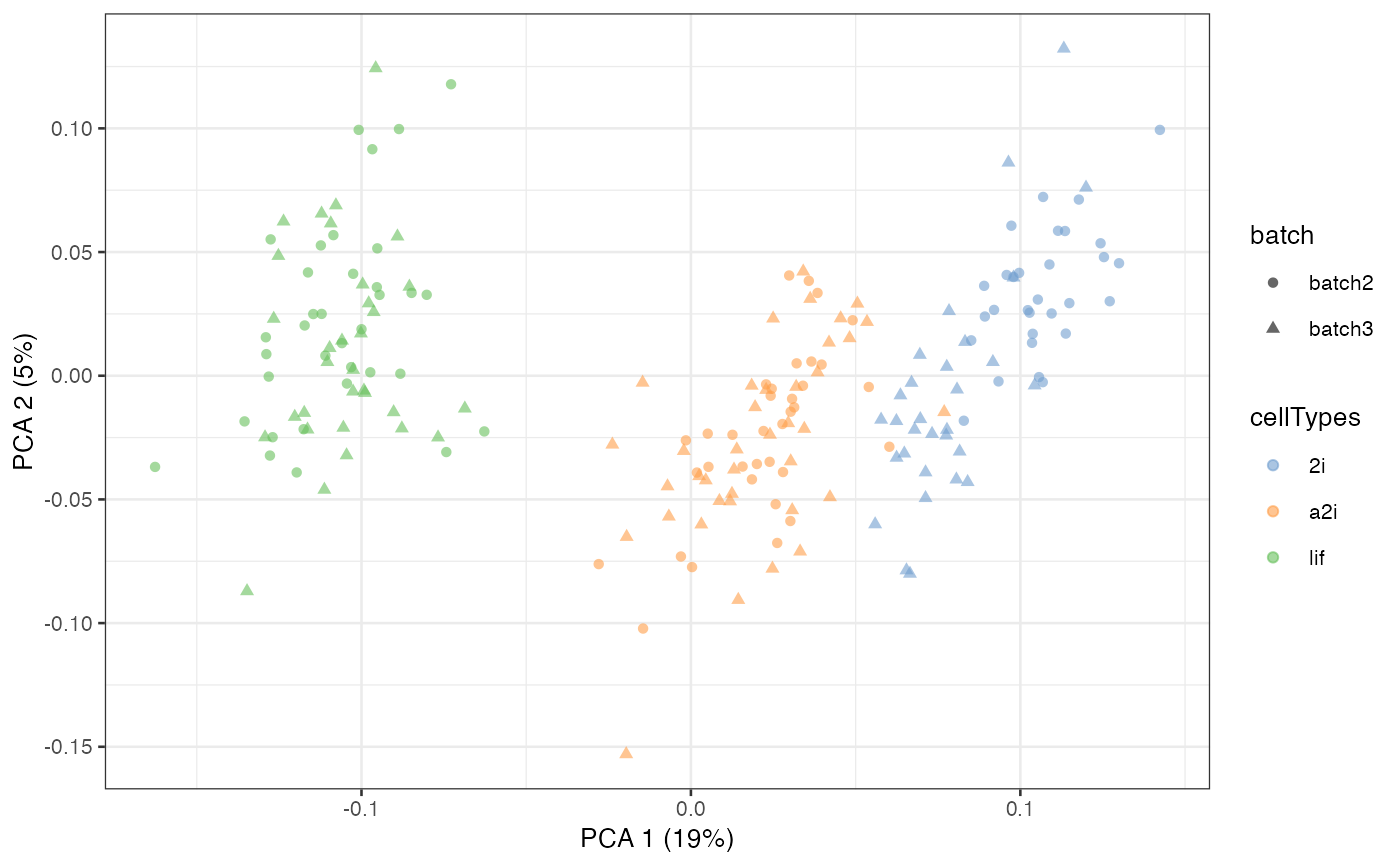 0.10
0.05
0.00
-0.05
-0.10
-0.15
PCA 2 (5%)
-0.1
0.0
0.1
PCA 1 (19%)
batch
batch2
batch3
cellTypes
2i
a2i
lif